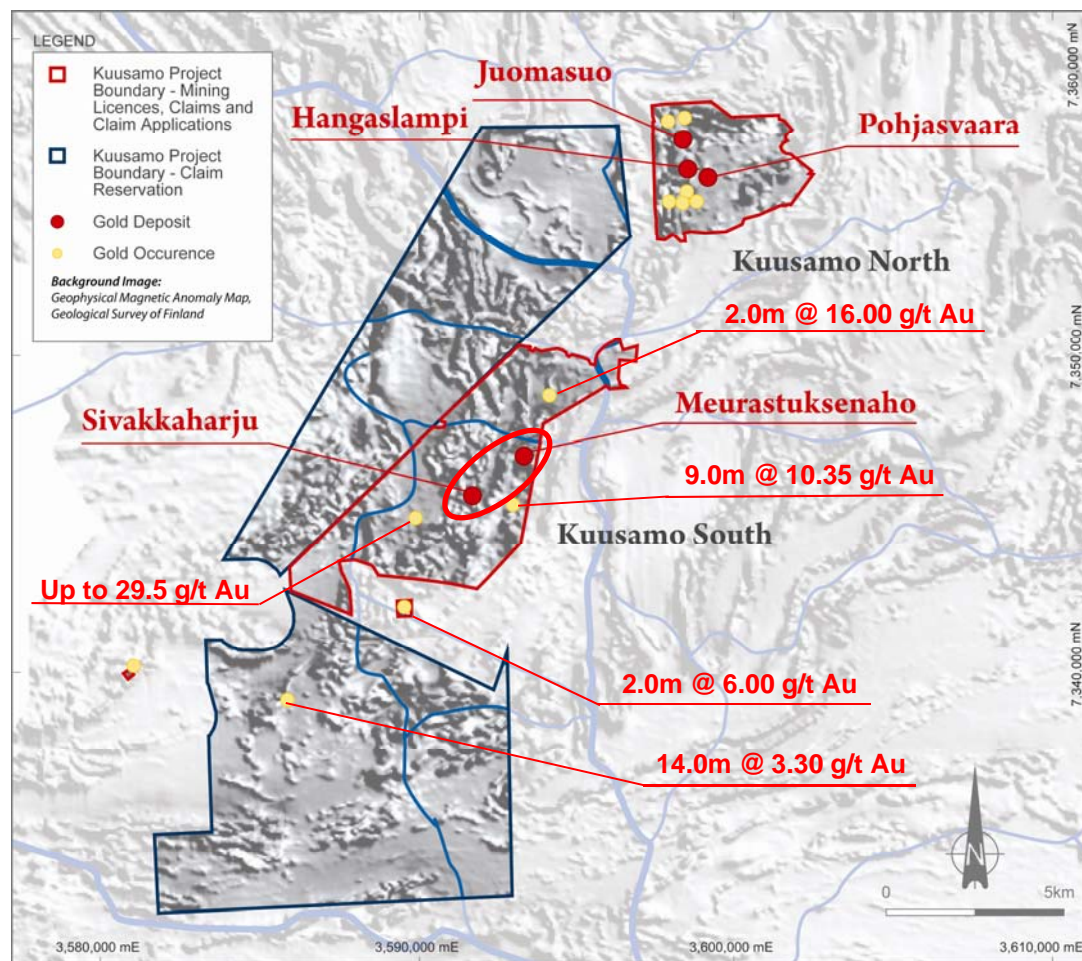 LEGEND
Kuusamo Project
Boundary - Mining
Licences, Claims and
Claim Applications
Kuusamo Project
Boundary - Claim
Reservation
Gold Deposit
Gold Occurence
Background Image:
Geophysical Magnetic Anomaly Map,
Geological Survey of Finland
Juomasuo
Hangaslampi
Pohjasvaara
Kuusamo North
2.0m @ 16.00 g/t Au
Sivakkaharju
Meurastuksenaho
9.0m @ 10.35 g/t Au
Kuusamo South
Up to 29.5 g/t Au
2.0m @ 6.00 g/t Au
14.0m @ 3.30 g/t Au
7,360,000 mN
7,350,000 mN
7,340,000 mN
N
0 5km
3,580,000 mE 3,590,000 mE 3,600,000 mE 3,610,000 mE